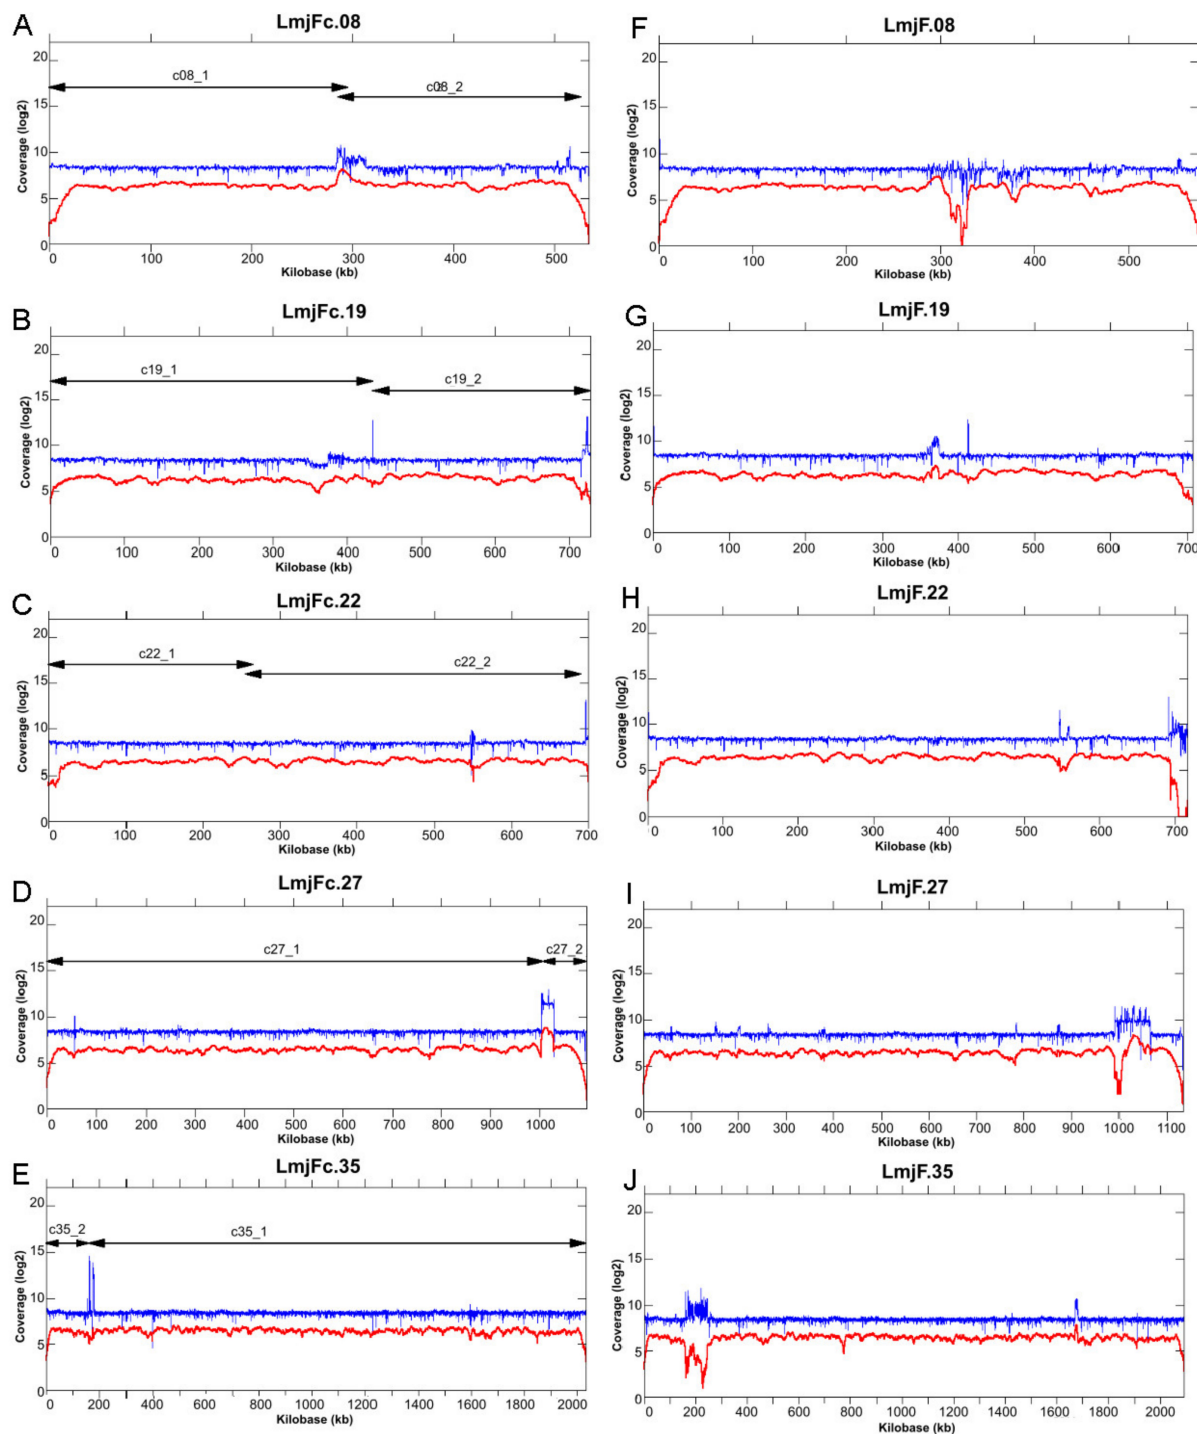 A
LmjFc.08
Coverage (log2)
20
15
10
5
0
c08_1
c08_2
0 100 200 300 400 500
Kilobase (kb)
F
LmjF.08
Coverage (log2)
20
15
10
5
0
0 100 200 300 400 500
Kilobase (kb)
B
LmjFc.19
Coverage (log2)
20
15
10
5
0
c19_1
c19_2
0 100 200 300 400 500 600 700
Kilobase (kb)
G
LmjF.19
Coverage (log2)
20
15
10
5
0
0 100 200 300 400 500 600 700
Kilobase (kb)
C
LmjFc.22
Coverage (log2)
20
15
10
5
0
c22_1
c22_2
0 100 200 300 400 500 600 700
Kilobase (kb)
H
LmjF.22
Coverage (log2)
20
15
10
5
0
0 100 200 300 400 500 600 700
Kilobase (kb)
D
LmjFc.27
Coverage (log2)
20
15
10
5
0
c27_1
c27_2
0 100 200 300 400 500 600 700 800 900 1000
Kilobase (kb)
I
LmjF.27
Coverage (log2)
20
15
10
5
0
0 100 200 300 400 500 600 700 800 900 1000 1100
Kilobase (kb)
E
LmjFc.35
Coverage (log2)
20
15
10
5
0
c35_2
c35_1
0 200 400 600 800 1000 1200 1400 1600 1800 2000
Kilobase (kb)
J
LmjF.35
Coverage (log2)
20
15
10
5
0
0 200 400 600 800 1000 1200 1400 1600 1800 2000
Kilobase (kb)